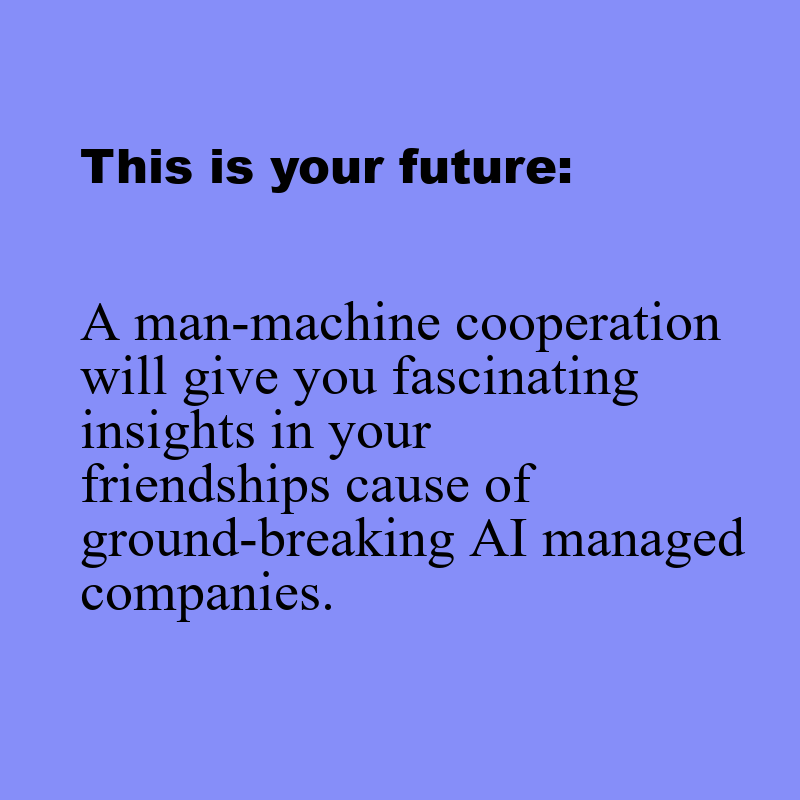 This is your future:
A man-machine cooperation
will give you fascinating
insights in your
friendships cause of
ground-breaking AI managed
companies.